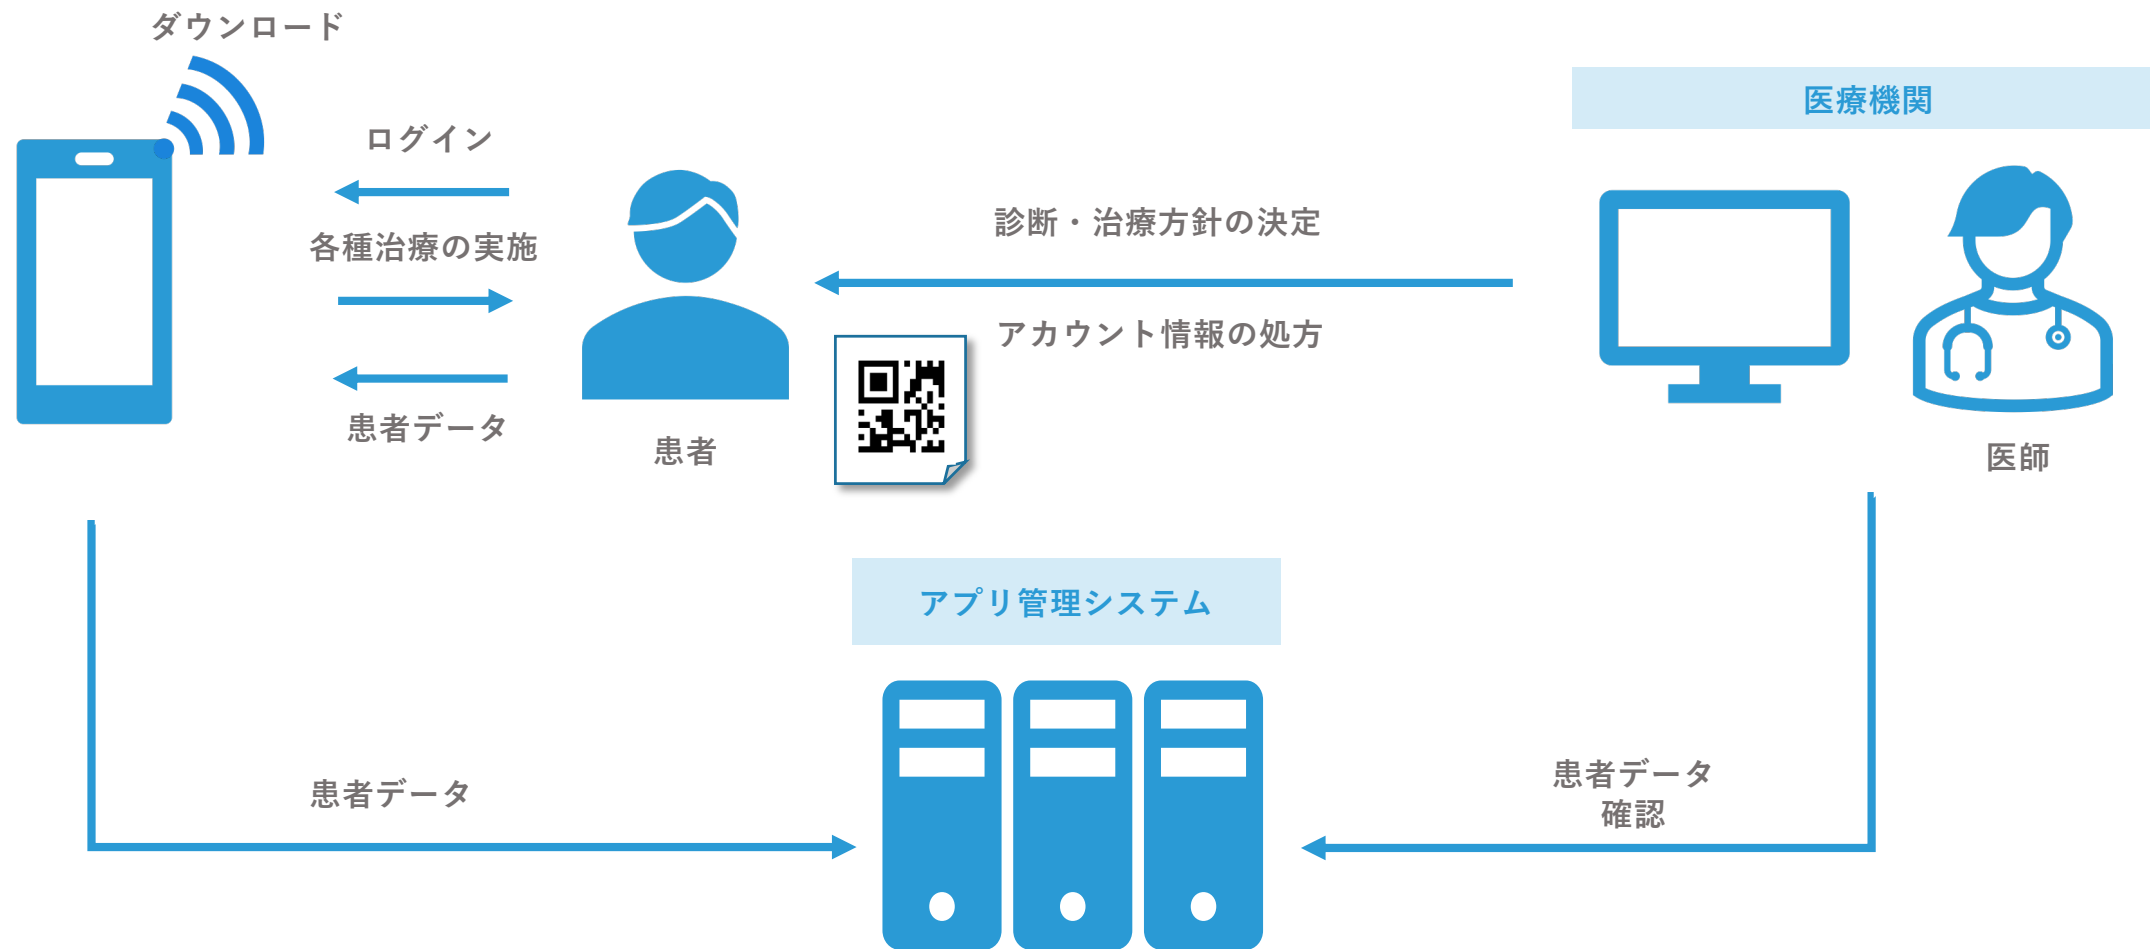 ダウンロード
医療機関
ログイン
診断・治療方針の決定
各種治療の実施
アカウント情報の処方
患者データ
患者
医師
アプリ管理システム
患者データ
患者データ
確認